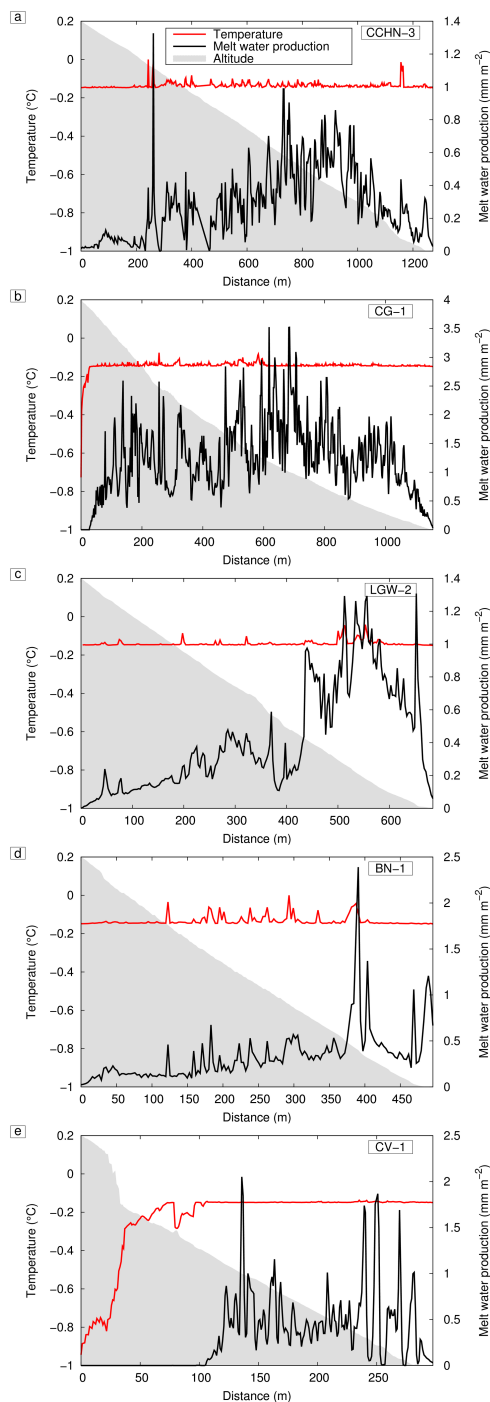 a
CCHN−3
Temperature
Melt water production
Altitude
Temperature (°C)
0.2
0
−0.2
−0.4
−0.6
−0.8
−1
Melt water production (mm m−2)
1.4
1.2
1
0.8
0.6
0.4
0.2
0
0 200 400 600 800 1000 1200
Distance (m)
b
CG−1
Temperature (°C)
0.2
0
−0.2
−0.4
−0.6
−0.8
−1
Melt water production (mm m−2)
4
3.5
3
2.5
2
1.5
1
0.5
0
0 200 400 600 800 1000
Distance (m)
c
LGW−2
Temperature (°C)
0.2
0
−0.2
−0.4
−0.6
−0.8
−1
Melt water production (mm m−2)
1.4
1.2
1
0.8
0.6
0.4
0.2
0
0 100 200 300 400 500 600
Distance (m)
d
BN−1
Temperature (°C)
0.2
0
−0.2
−0.4
−0.6
−0.8
−1
Melt water production (mm m−2)
2.5
2
1.5
1
0.5
0
0 50 100 150 200 250 300 350 400 450
Distance (m)
e
CV−1
Temperature (°C)
0.2
0
−0.2
−0.4
−0.6
−0.8
−1
Melt water production (mm m−2)
2.5
2
1.5
1
0.5
0
0 50 100 150 200 250
Distance (m)